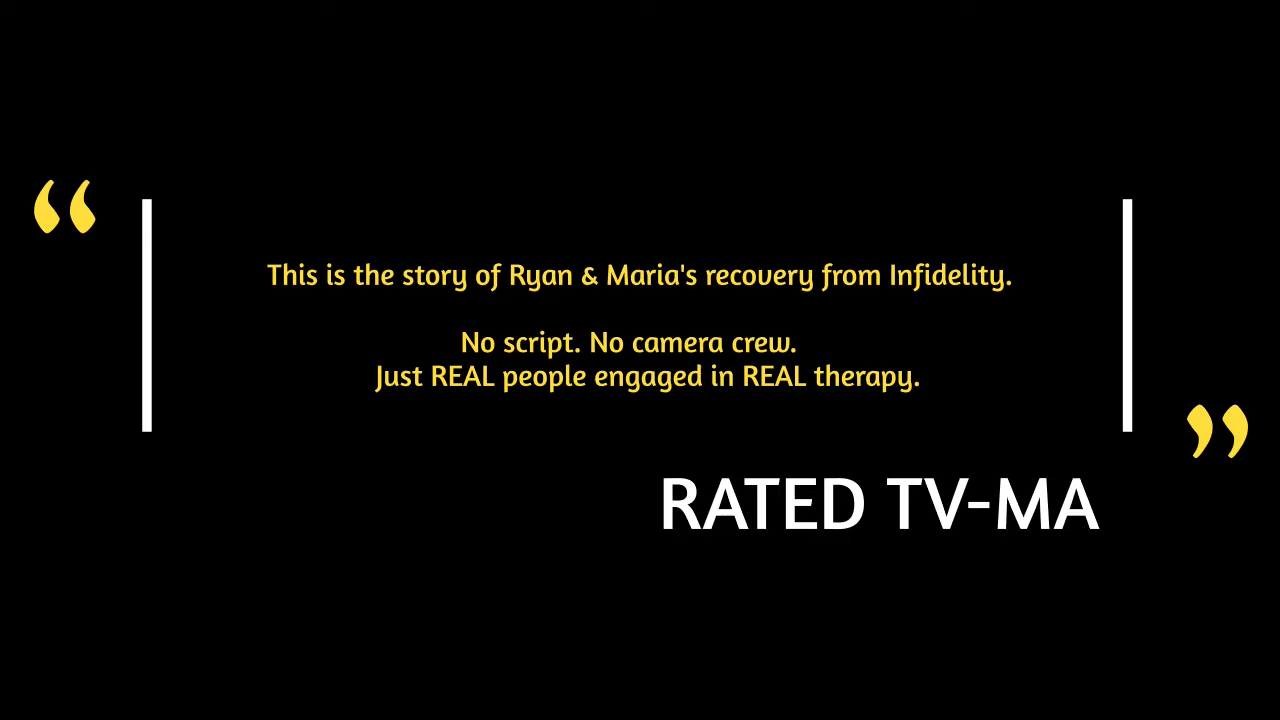 “
This is the story of Ryan & Maria's recovery from Infidelity.
No script. No camera crew.
Just REAL people engaged in REAL therapy.
”
RATED TV-MA